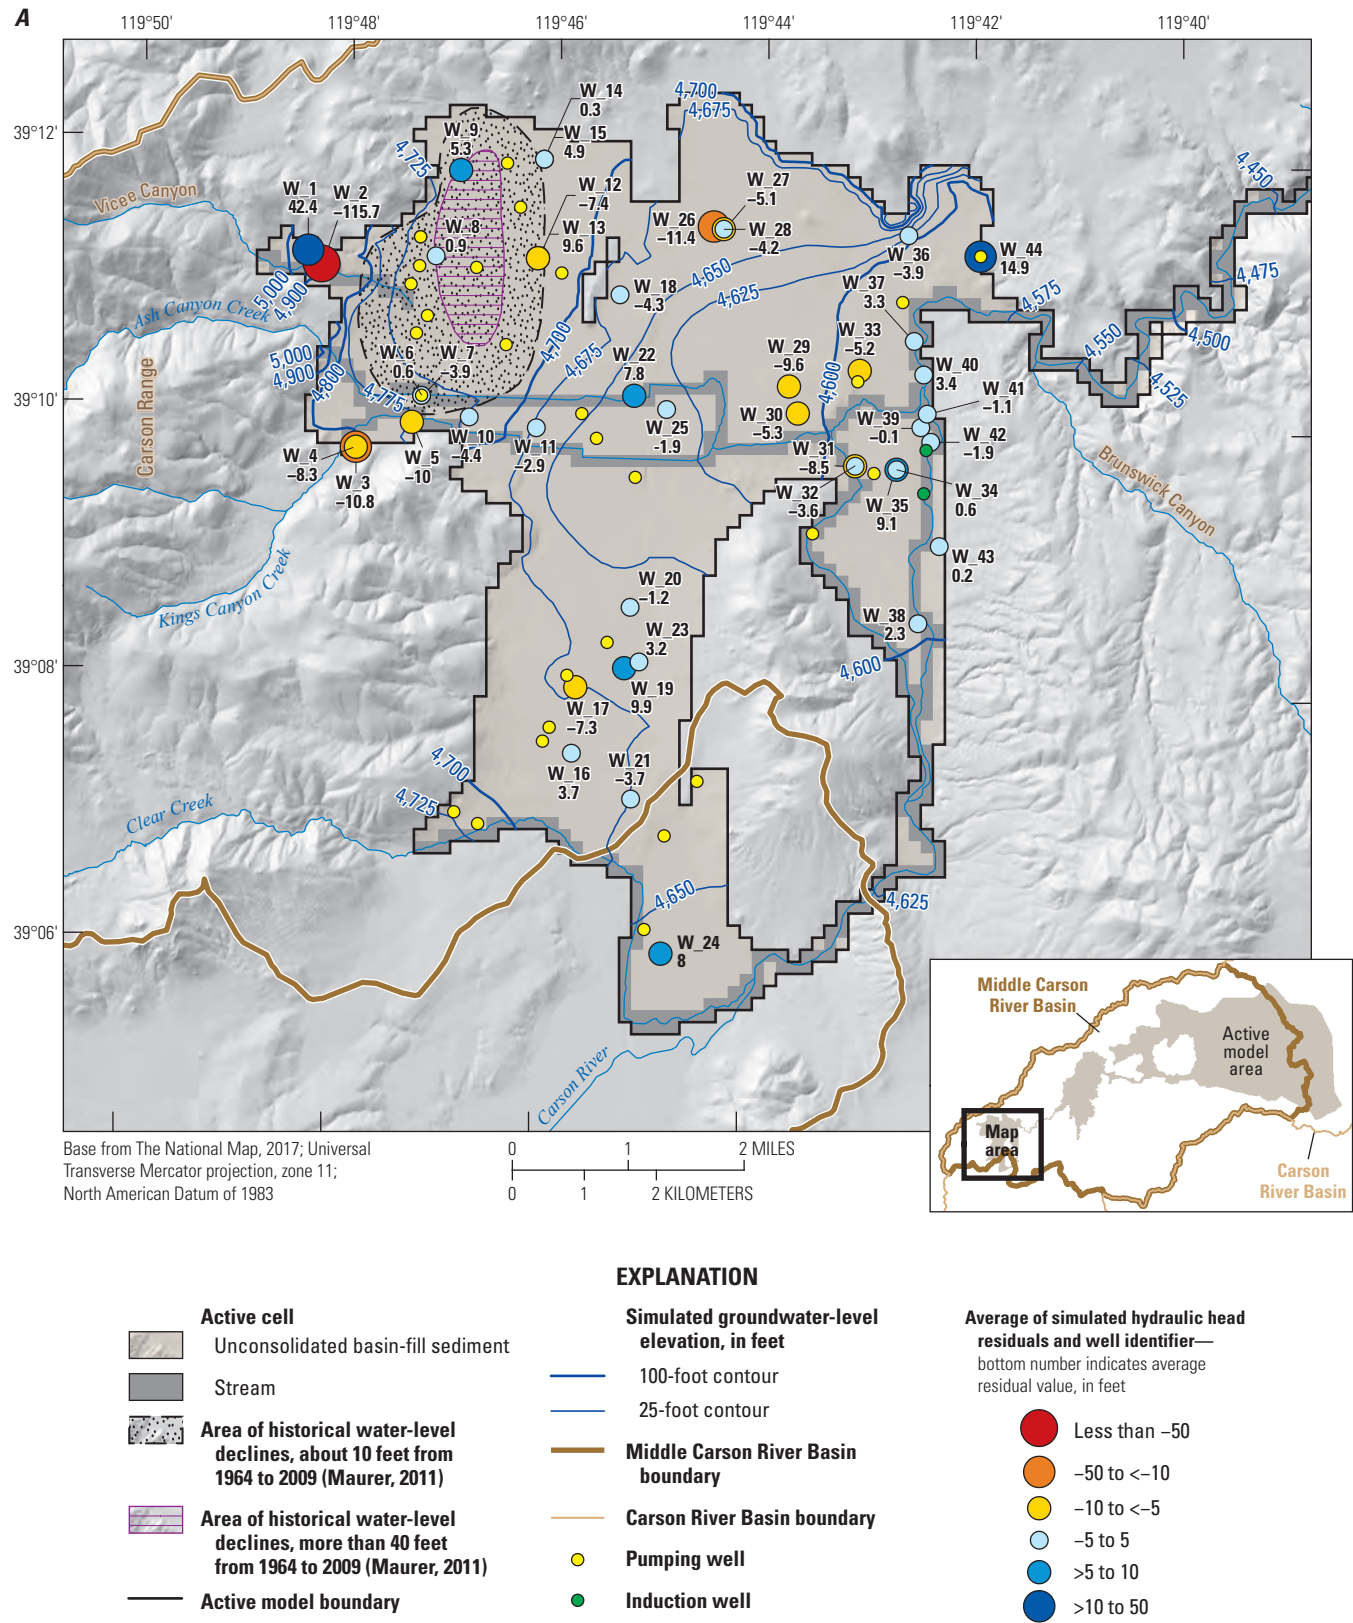 A
119°50'
119°48'
119°46'
119°44'
119°42'
119°40'
39°12'
39°10'
39°08'
39°06'
4,700
4,675
4,725
W_14
0.3
W_9
5.3
W_15
4.9
W_12
–7.4
W_13
9.6
W_8
0.9
W_1
42.4
W_2
–115.7
Vicee Canyon
5,000
4,900
Ash Canyon Creek
5,000
4,900
4,800
4,775
Carson Range
W_6
0.6
W_7
–3.9
W_4
–8.3
W_3
–10.8
W_5
–10
W_10
–4.4
W_11
–2.9
4,700
4,675
4,650
4,625
W_18
–4.3
W_22
7.8
W_25
–1.9
W_26
–11.4
W_27
–5.1
W_28
–4.2
W_36
–3.9
W_44
14.9
W_37
3.3
W_33
–5.2
W_29
–9.6
W_30
–5.3
4,600
W_40
3.4
W_41
–1.1
W_39
–0.1
W_42
–1.9
W_31
–8.5
W_32
–3.6
W_35
9.1
W_34
0.6
W_43
0.2
W_38
2.3
4,600
4,575
4,550
4,525
4,500
4,475
4,450
Brunswick Canyon
Kings Canyon Creek
W_20
–1.2
W_23
3.2
W_19
9.9
W_17
–7.3
W_16
3.7
W_21
–3.7
4,700
4,725
Clear Creek
4,650
4,625
W_24
8
Carson River
Middle Carson
River Basin
Active
model
area
Map
area
Carson
River Basin
Base from The National Map, 2017; Universal
Transverse Mercator projection, zone 11;
North American Datum of 1983
0 1 2 MILES
0 1 2 KILOMETERS
EXPLANATION
Active cell
Unconsolidated basin-fill sediment
Stream
Area of historical water-level
declines, about 10 feet from
1964 to 2009 (Maurer, 2011)
Area of historical water-level
declines, more than 40 feet
from 1964 to 2009 (Maurer, 2011)
Active model boundary
Simulated groundwater-level
elevation, in feet
100-foot contour
25-foot contour
Middle Carson River Basin
boundary
Carson River Basin boundary
Pumping well
Induction well
Average of simulated hydraulic head
residuals and well identifier—
bottom number indicates average
residual value, in feet
Less than –50
–50 to <–10
–10 to <–5
–5 to 5
>5 to 10
>10 to 50